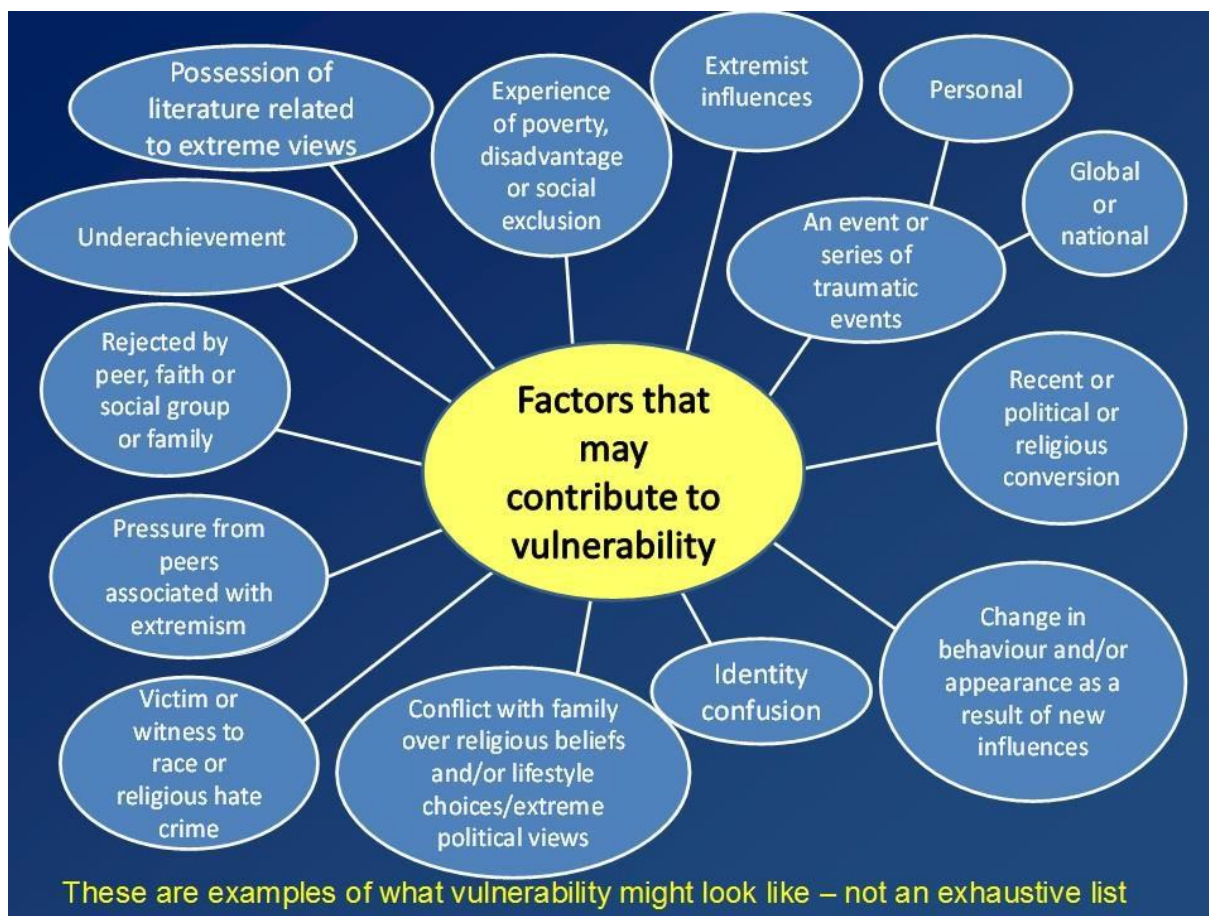 Possession of
literature related
to extreme views
Experience
of poverty,
disadvantage
or social
exclusion
Extremist
influences
Personal
Global
or
national
Underachievement
An event or
series of
traumatic
events
Rejected by
peer, faith or
social group
or family
Factors that
may
contribute to
vulnerability
Recent or
political or
religious
conversion
Pressure from
peers
associated with
extremism
Change in
behaviour and/or
appearance as a
result of new
influences
Victim or
witness to
race or
religious hate
crime
Conflict with family
over religious beliefs
and/or lifestyle
choices/extreme
political views
Identity
confusion
These are examples of what vulnerability might look like – not an exhaustive list